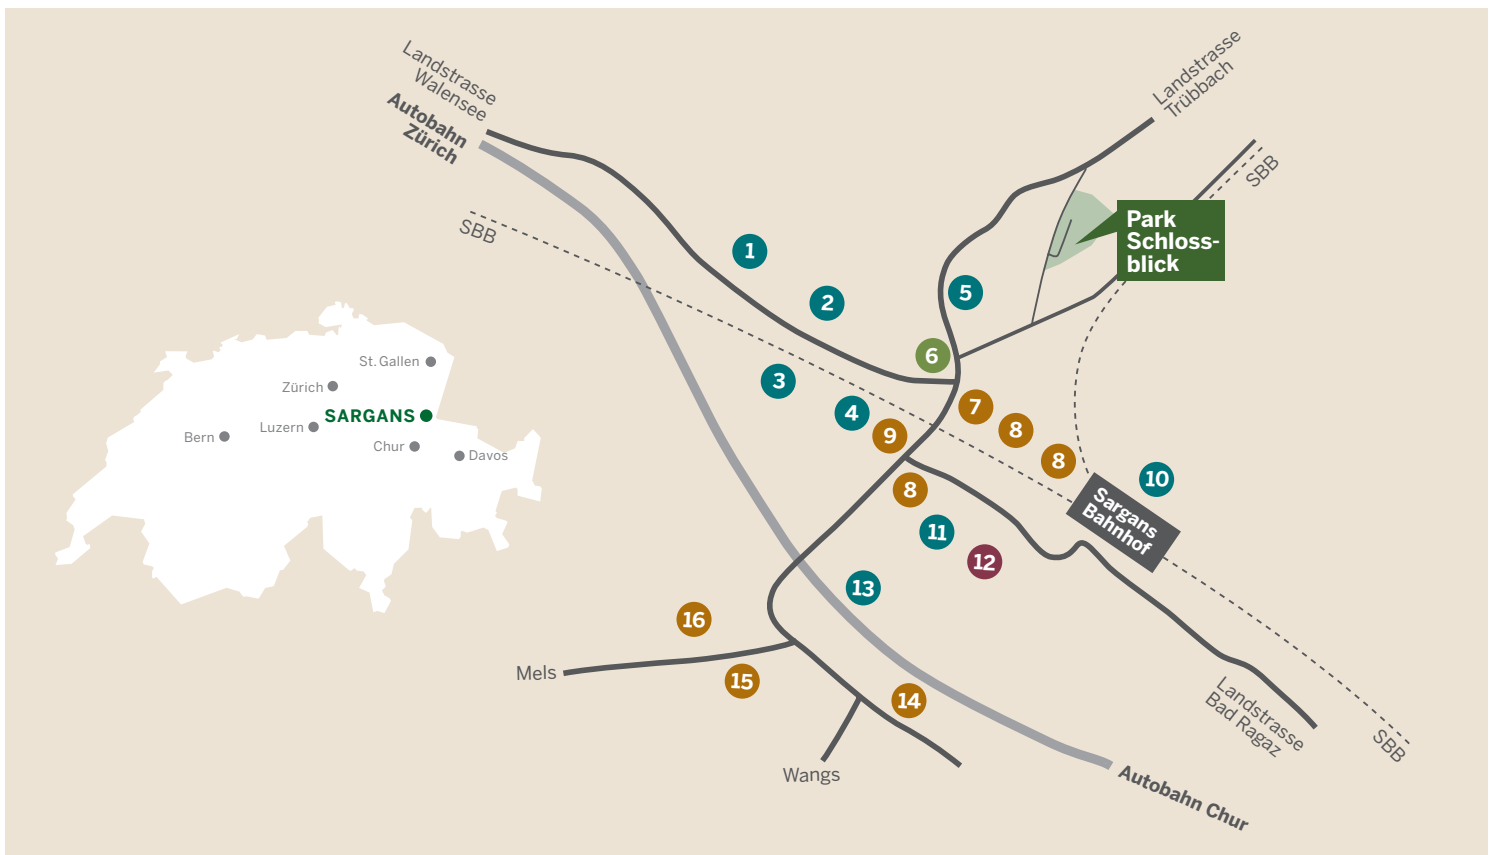 Landstrasse
Walensee
Autobahn
Zürich
SBB
Landstrasse
Trübbach
SBB
Park
Schloss-
blick
1
2
3
4
5
6
7
8
8
9
8
10
11
12
13
14
15
16
Sargans
Bahnhof
St. Gallen
Zürich
SARGANS
Luzern
Bern
Chur
Davos
Mels
Wangs
Landstrasse
Bad Ragaz
SBB
Autobahn Chur